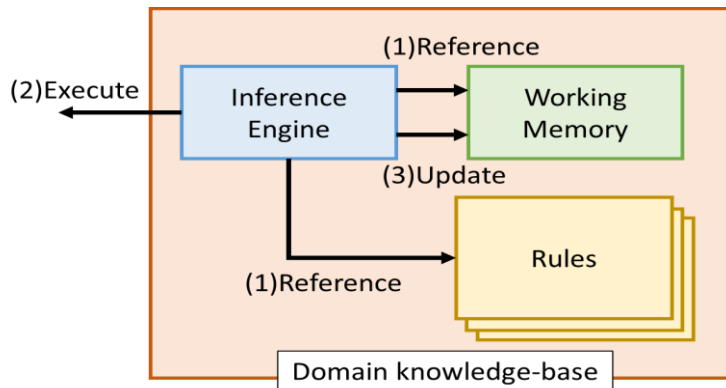 (1)Reference
(2)Execute
Inference
Engine
Working
Memory
(3)Update
(1)Reference
Rules
Domain knowledge-base